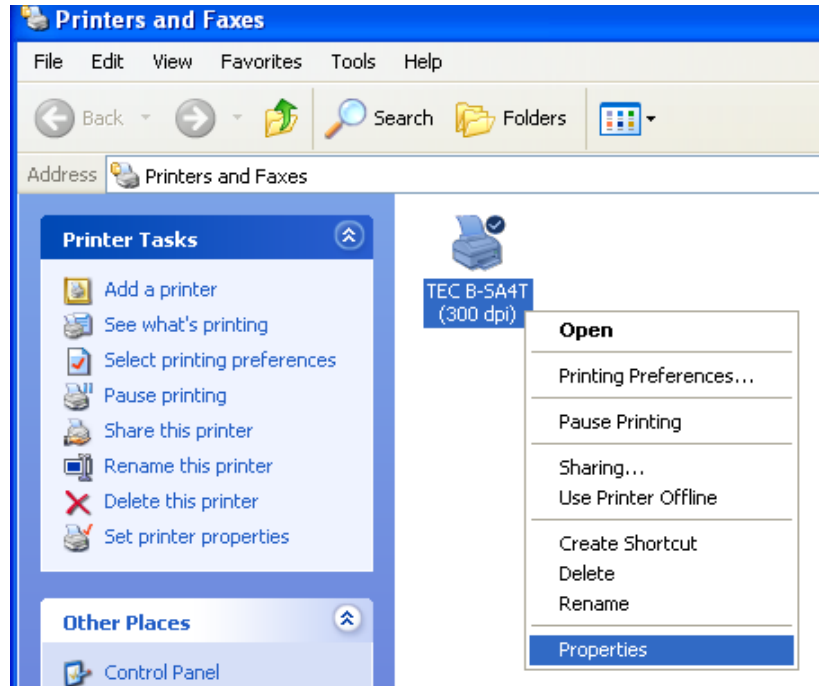 Printers and Faxes
File Edit View Favorites Tools Help
Back Search Folders
Address Printers and Faxes
Printer Tasks
Add a printer
See what's printing
Select printing preferences
Pause printing
Share this printer
Rename this printer
Delete this printer
Set printer properties
Other Places
Control Panel
TEC B-SA4T
(300 dpi)
Open
Printing Preferences...
Pause Printing
Sharing...
Use Printer Offline
Create Shortcut
Delete
Rename
Properties